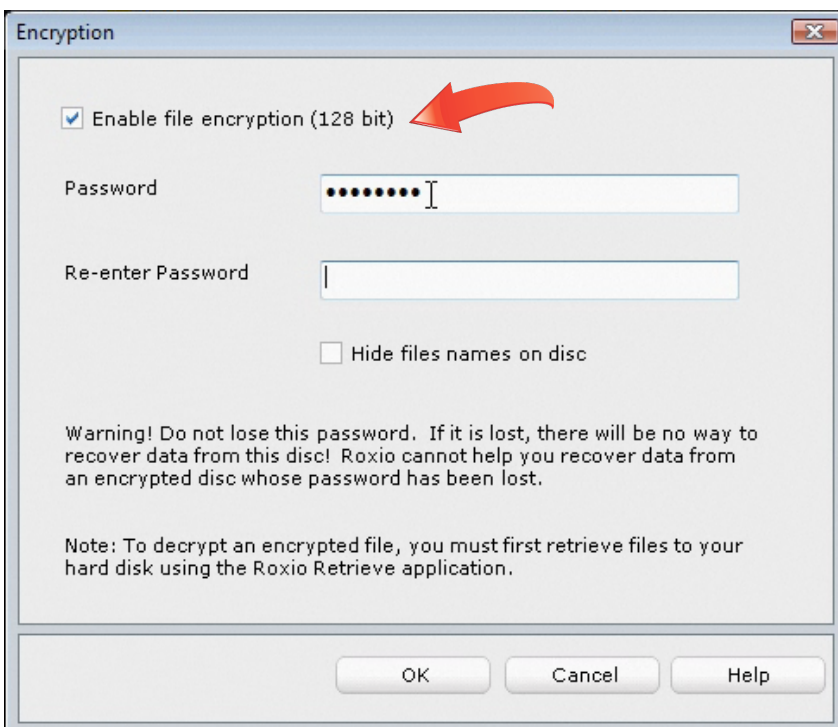 Encryption
Enable file encryption (128 bit)
Password
••••••••
Re-enter Password
Hide files names on disc
Warning! Do not lose this password. If it is lost, there will be no way to
recover data from this disc! Roxio cannot help you recover data from
an encrypted disc whose password has been lost.
Note: To decrypt an encrypted file, you must first retrieve files to your
hard disk using the Roxio Retrieve application.
OK Cancel Help